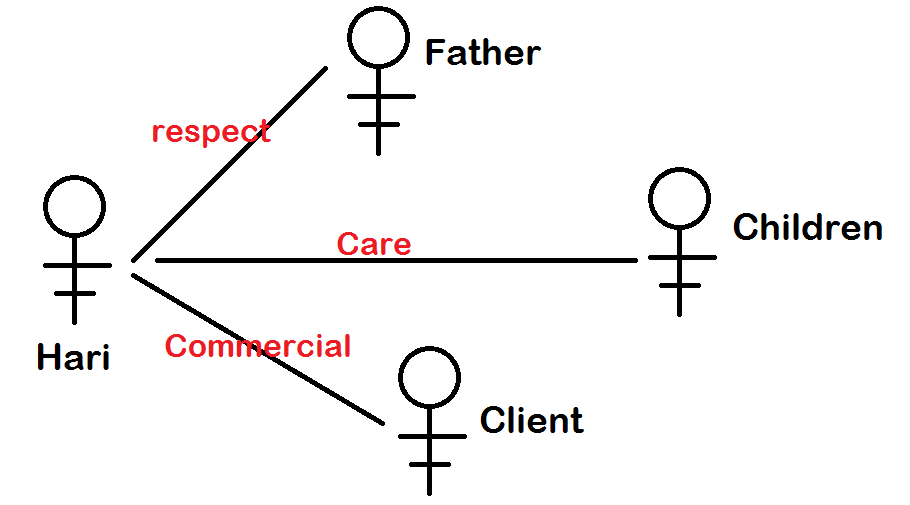 Father
respect
Children
Care
Commercial
Hari
Client